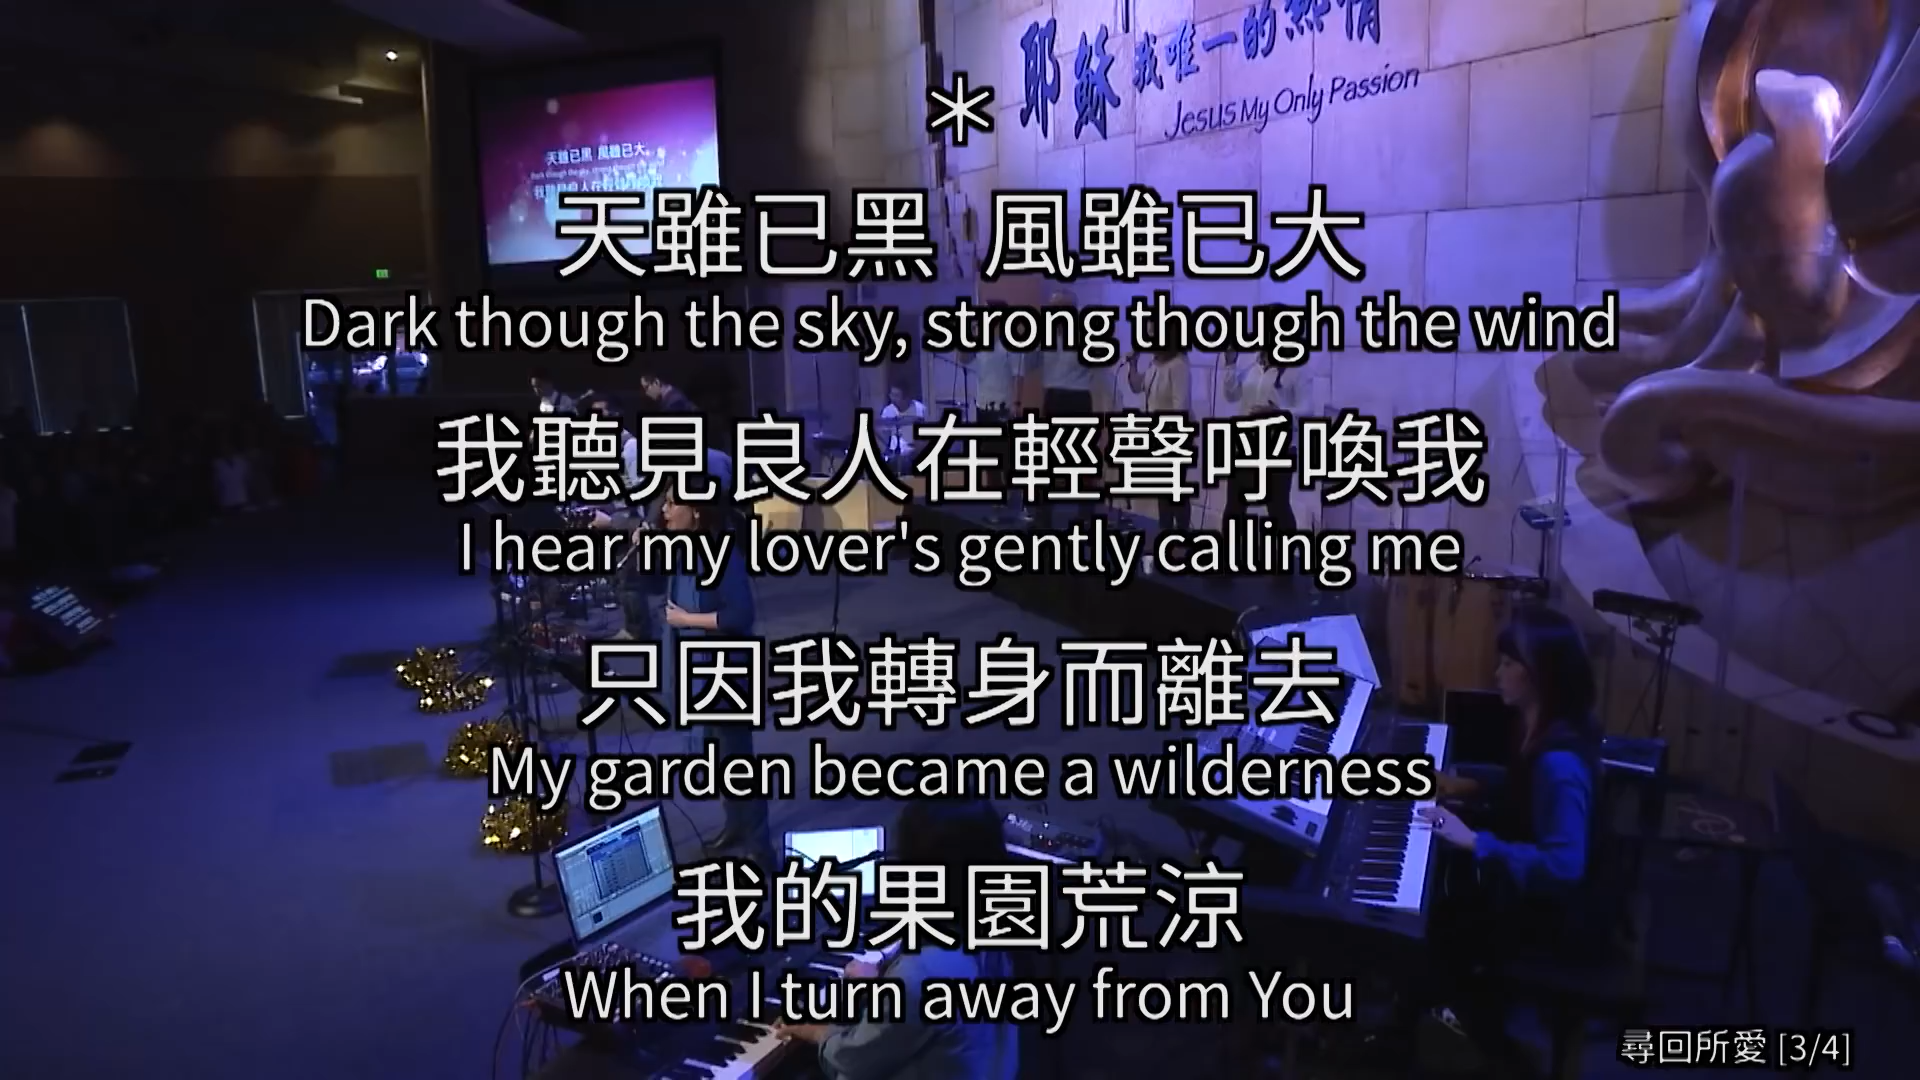 耶穌 我唯一的熱情
Jesus My Only Passion
*
天雖已黑 風雖已大
Dark though the sky, strong though the wind
我聽見良人在輕聲呼喚我
I hear my lover's gently calling me
只因我轉身而離去
My garden became a wilderness
我的果園荒涼
When I turn away from You
尋回所愛 [3/4]
天雖已黑 風雖已大